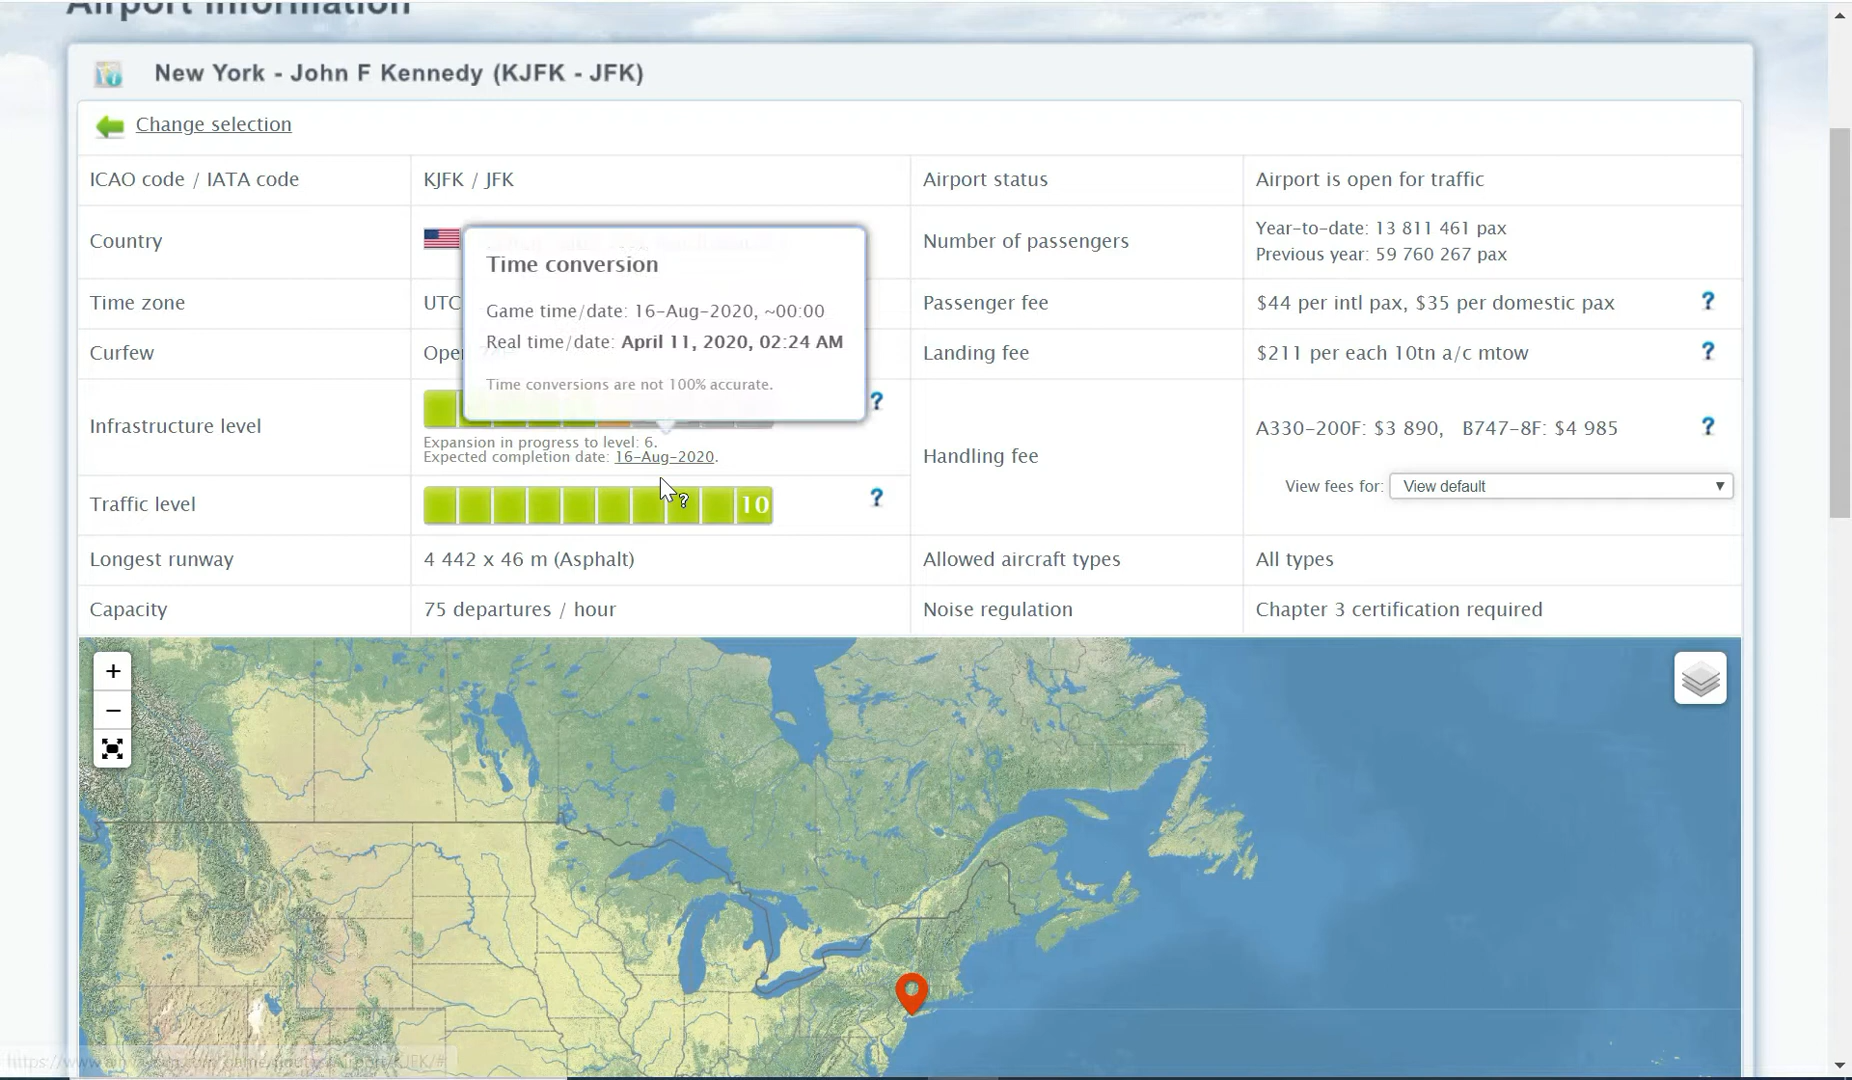 Airport Information
New York - John F Kennedy (KJFK - JFK)
Change selection
ICAO code / IATA code
KJFK / JFK
Airport status
Airport is open for traffic
Country
Number of passengers
Year-to-date: 13 811 461 pax
Previous year: 59 760 267 pax
Time conversion
Game time/date: 16-Aug-2020, ~00:00
Real time/date: April 11, 2020, 02:24 AM
Time conversions are not 100% accurate.
Time zone
UTC
Passenger fee
$44 per intl pax, $35 per domestic pax
?
Curfew
Landing fee
$211 per each 10tn a/c mtow
?
Infrastructure level
?
Expansion in progress to level: 6.
Expected completion date: 16-Aug-2020.
Handling fee
A330-200F: $3 890, B747-8F: $4 985
?
View fees for:
View default
Traffic level
?
10
?
Longest runway
4 442 x 46 m (Asphalt)
Allowed aircraft types
All types
Capacity
75 departures / hour
Noise regulation
Chapter 3 certification required
+
−